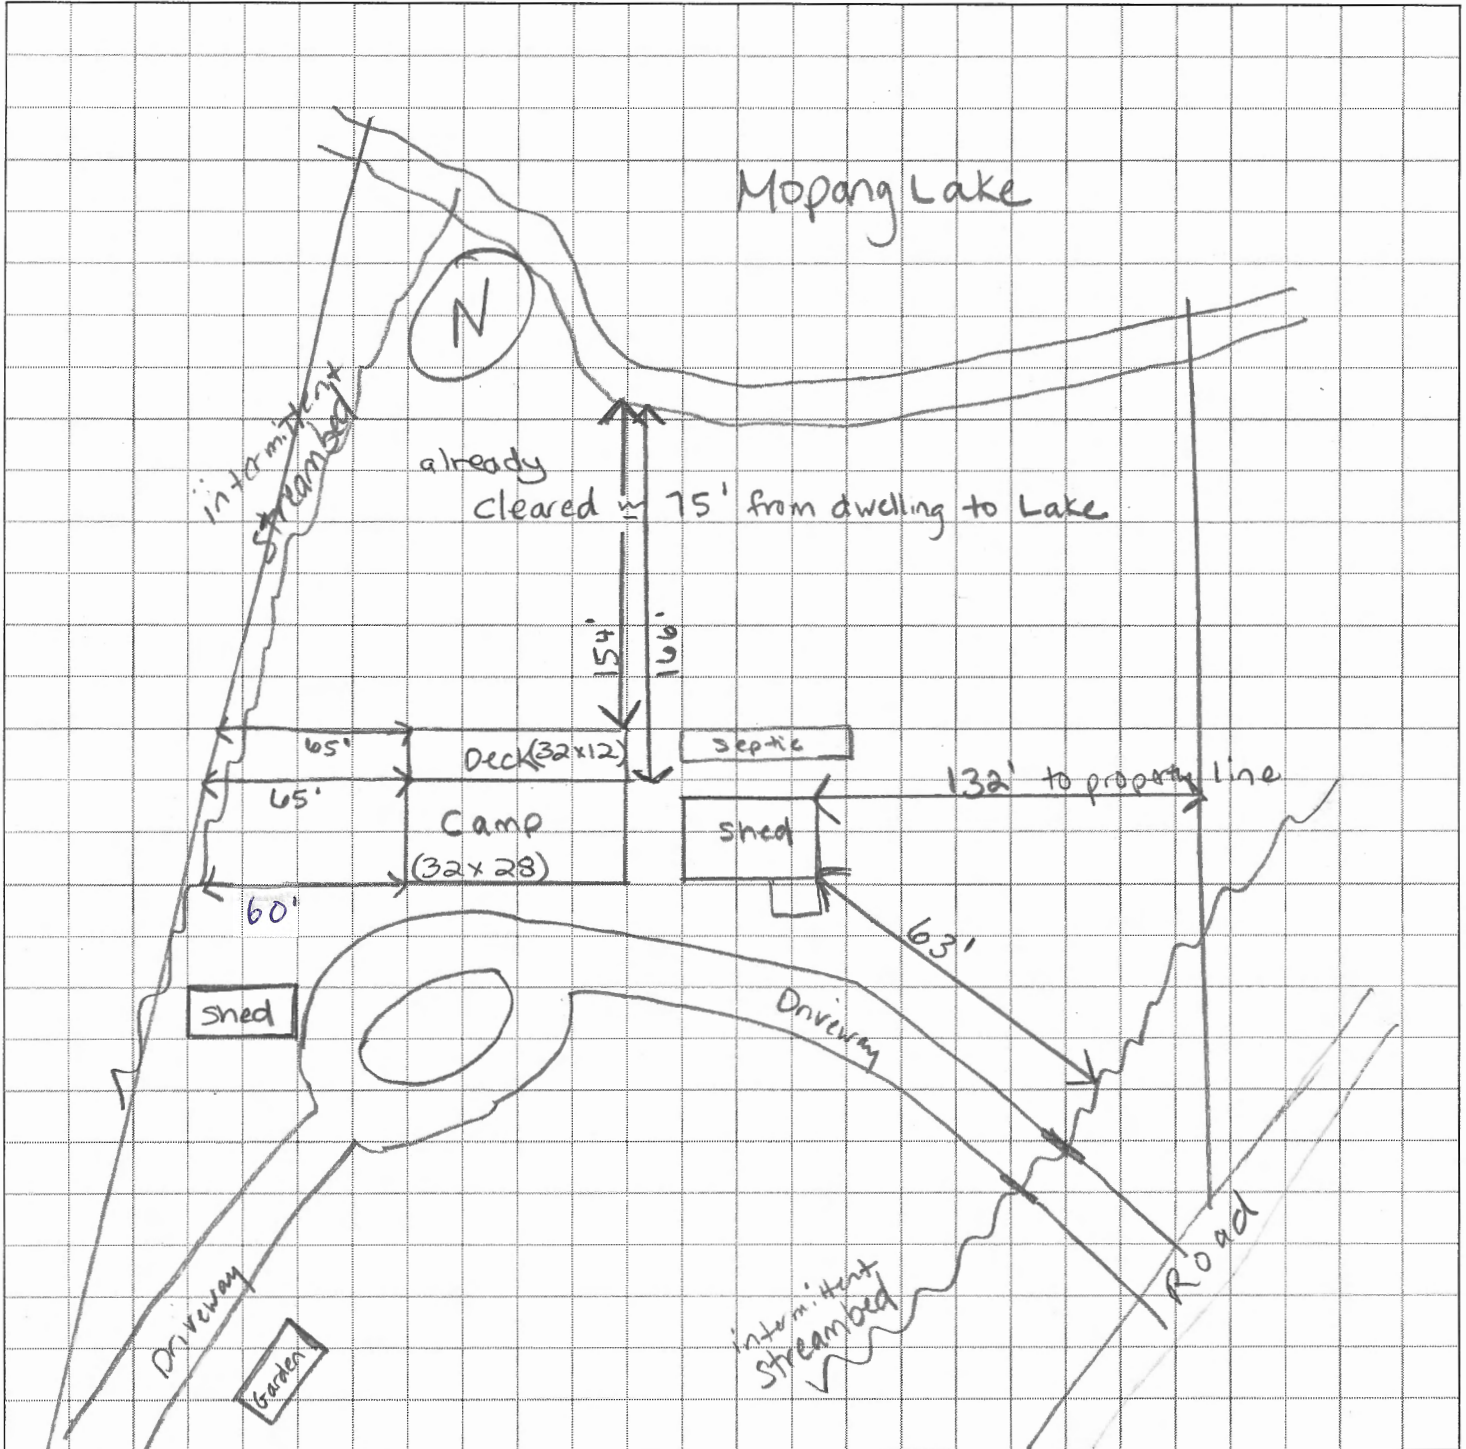 Mopang Lake
N
intermittent
streambed
already
cleared ≈ 75' from dwelling to Lake
154'
166'
65'
Deck(32x12)
septic
65'
132' to property line
Camp
Shed
(32x28)
60'
63'
Shed
Driveway
Road
Driveway
intermittent
streambed
Garden